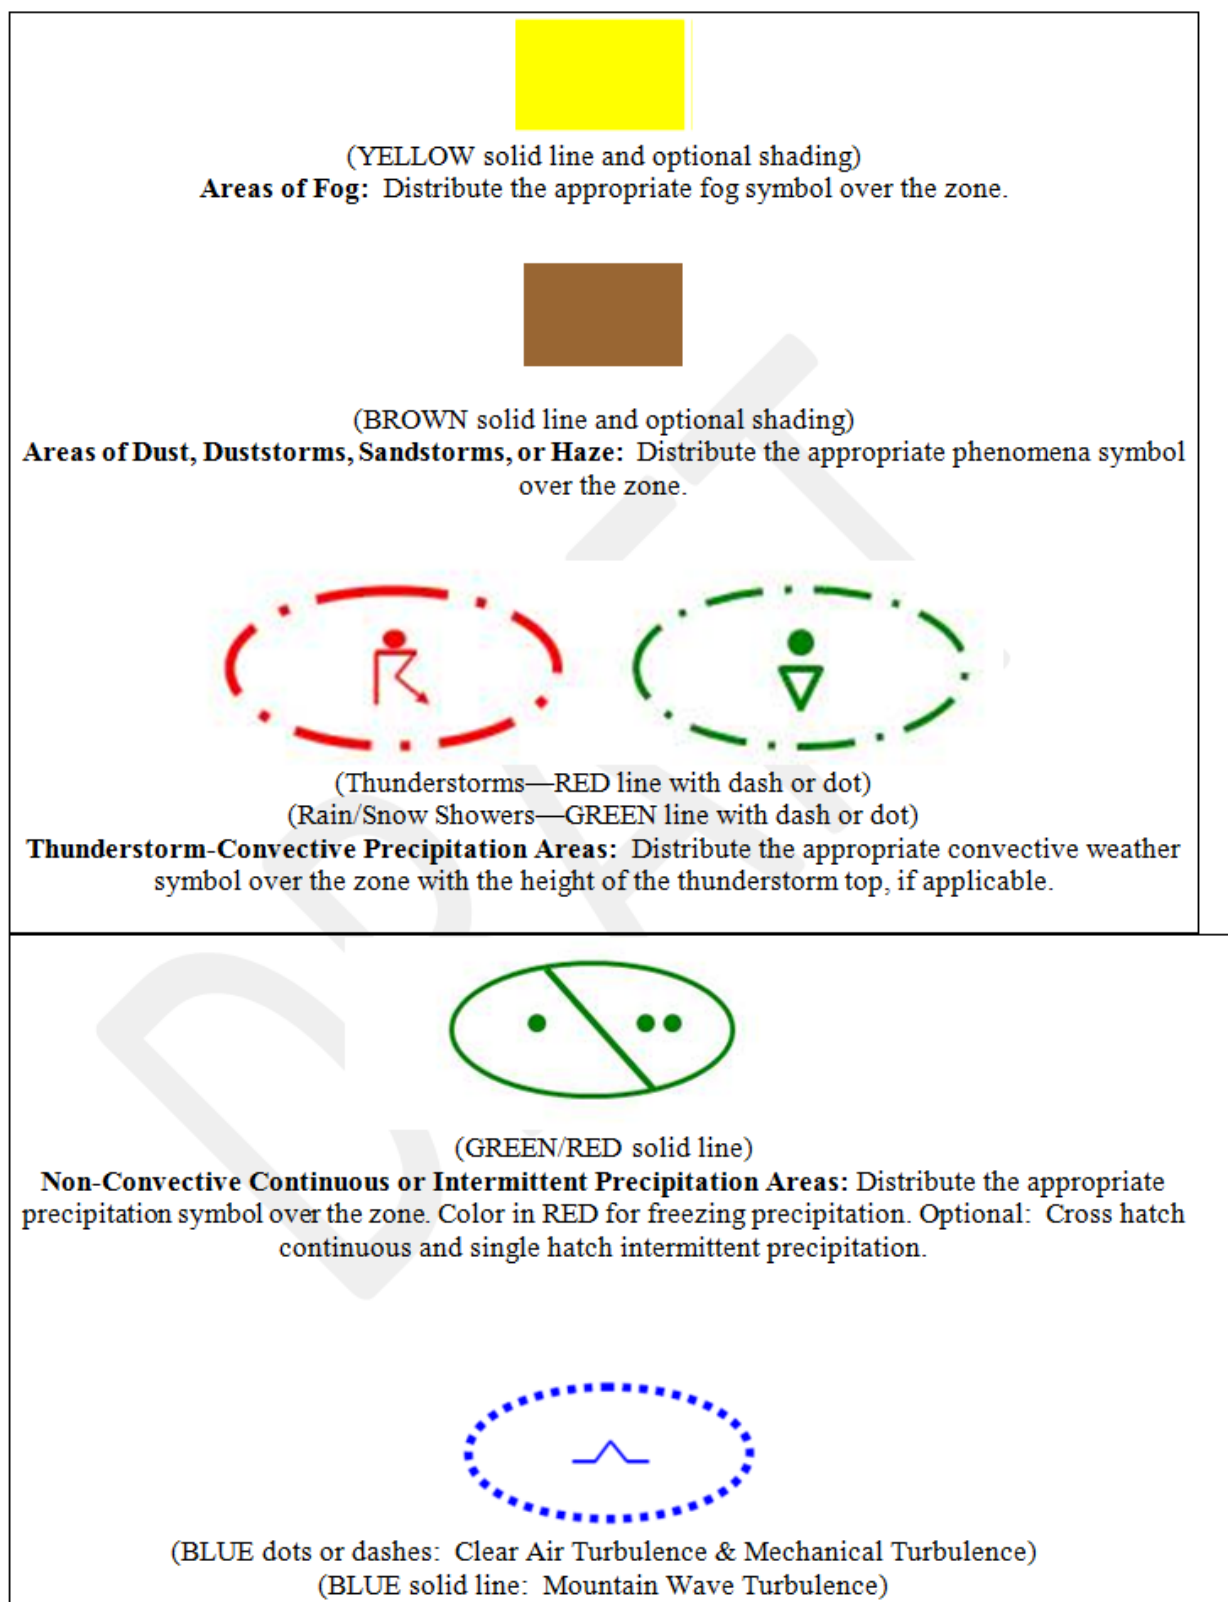 (YELLOW solid line and optional shading)
Areas of Fog: Distribute the appropriate fog symbol over the zone.
(BROWN solid line and optional shading)
Areas of Dust, Duststorms, Sandstorms, or Haze: Distribute the appropriate phenomena symbol
over the zone.
(Thunderstorms—RED line with dash or dot)
(Rain/Snow Showers—GREEN line with dash or dot)
Thunderstorm-Convective Precipitation Areas: Distribute the appropriate convective weather
symbol over the zone with the height of the thunderstorm top, if applicable.
(GREEN/RED solid line)
Non-Convective Continuous or Intermittent Precipitation Areas: Distribute the appropriate
precipitation symbol over the zone. Color in RED for freezing precipitation. Optional: Cross hatch
continuous and single hatch intermittent precipitation.
(BLUE dots or dashes: Clear Air Turbulence & Mechanical Turbulence)
(BLUE solid line: Mountain Wave Turbulence)
DRAFT